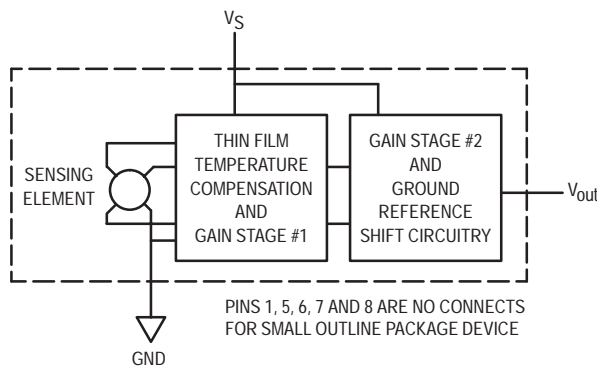 VS
THIN FILM
TEMPERATURE
COMPENSATION
AND
GAIN STAGE #1
GAIN STAGE #2
AND
GROUND
REFERENCE
SHIFT CIRCUITRY
SENSING
ELEMENT
Vout
PINS 1, 5, 6, 7 AND 8 ARE NO CONNECTS
FOR SMALL OUTLINE PACKAGE DEVICE
GND